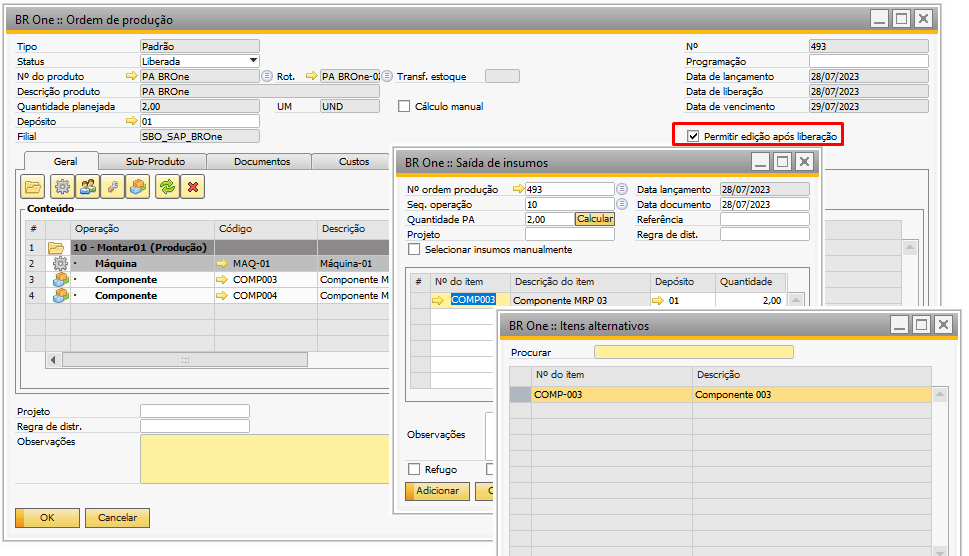 BR One :: Ordem de produção
Tipo Padrão
Status Liberada
Nº do produto PA BROne Rot. PA BROne-02 Transf. estoque
Descrição produto PA BROne
Quantidade planejada 2,00 UM UND Cálculo manual
Depósito 01
Filial SBO_SAP_BROne
Nº 493
Programação
Data de lançamento 28/07/2023
Data de liberação 28/07/2023
Data de vencimento 29/07/2023
Permitir edição após liberação
Geral Sub-Produto Documentos Custos
Conteúdo
# Operação Código Descrição
1 10 - Montar01 (Produção)
2 · Máquina MAQ-01 Máquina-01
3 · Componente COMP003 Componente M
4 · Componente COMP004 Componente M
Projeto
Regra de distr.
Observações
OK Cancelar
BR One :: Saída de insumos
Nº ordem produção 493 Data lançamento 28/07/2023
Seq. operação 10 Data documento 28/07/2023
Quantidade PA 2,00 Calcular Referência
Projeto Regra de dist.
Selecionar insumos manualmente
# Nº do item Descrição do item Depósito Quantidade
COMP003 Componente MRP 03 01 2,00
Observações
Refugo
Adicionar C
BR One :: Itens alternativos
Procurar
Nº do item Descrição
COMP-003 Componente 003